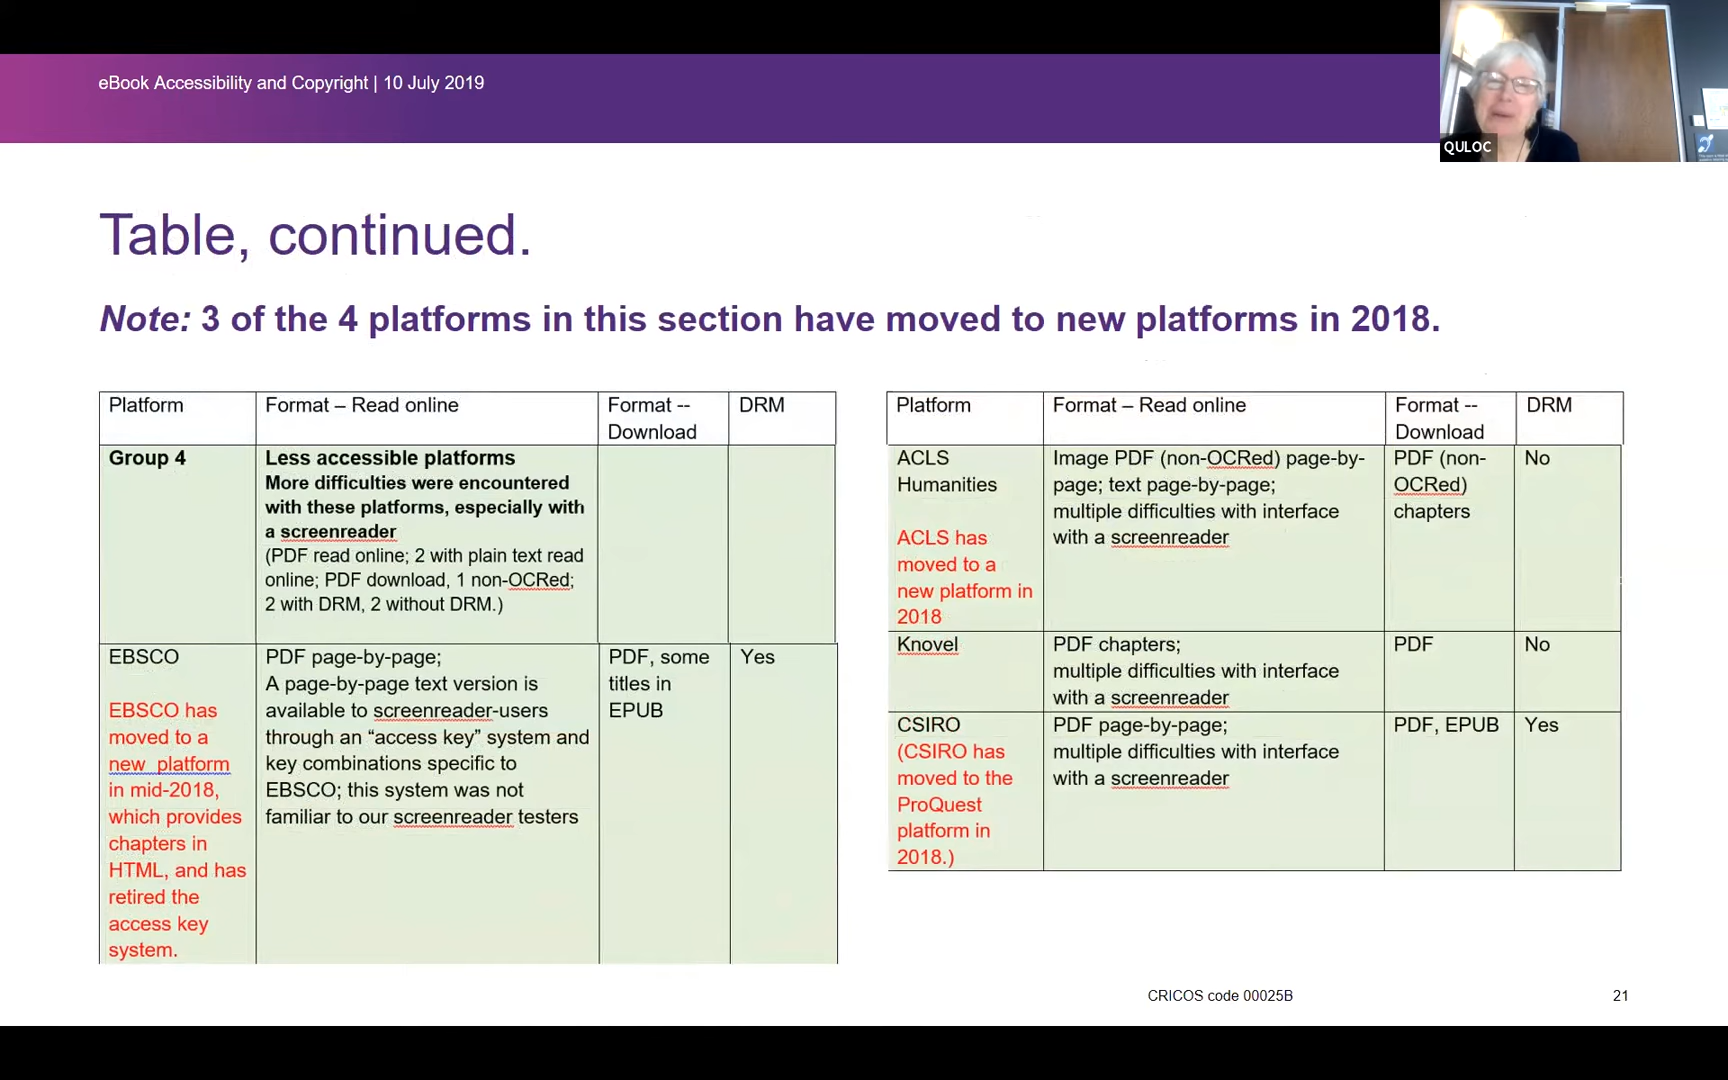 eBook Accessibility and Copyright | 10 July 2019
QULOC
Table, continued.
Note: 3 of the 4 platforms in this section have moved to new platforms in 2018.
Platform
Format – Read online
Format --
Download
DRM
Group 4
Less accessible platforms
More difficulties were encountered
with these platforms, especially with
a screenreader
(PDF read online; 2 with plain text read
online; PDF download, 1 non-OCRed;
2 with DRM, 2 without DRM.)
EBSCO
EBSCO has
moved to a
new  platform
in mid-2018,
which provides
chapters in
HTML, and has
retired the
access key
system.
PDF page-by-page;
A page-by-page text version is
available to screenreader-users
through an “access key” system and
key combinations specific to
EBSCO; this system was not
familiar to our screenreader testers
PDF, some
titles in
EPUB
Yes
Platform
Format – Read online
Format --
Download
DRM
ACLS
Humanities
ACLS has
moved to a
new platform in
2018
Image PDF (non-OCRed) page-by-
page; text page-by-page;
multiple difficulties with interface
with a screenreader
PDF (non-
OCRed)
chapters
No
Knovel
PDF chapters;
multiple difficulties with interface
with a screenreader
PDF
No
CSIRO
(CSIRO has
moved to the
ProQuest
platform in
2018.)
PDF page-by-page;
multiple difficulties with interface
with a screenreader
PDF, EPUB
Yes
CRICOS code 00025B
21